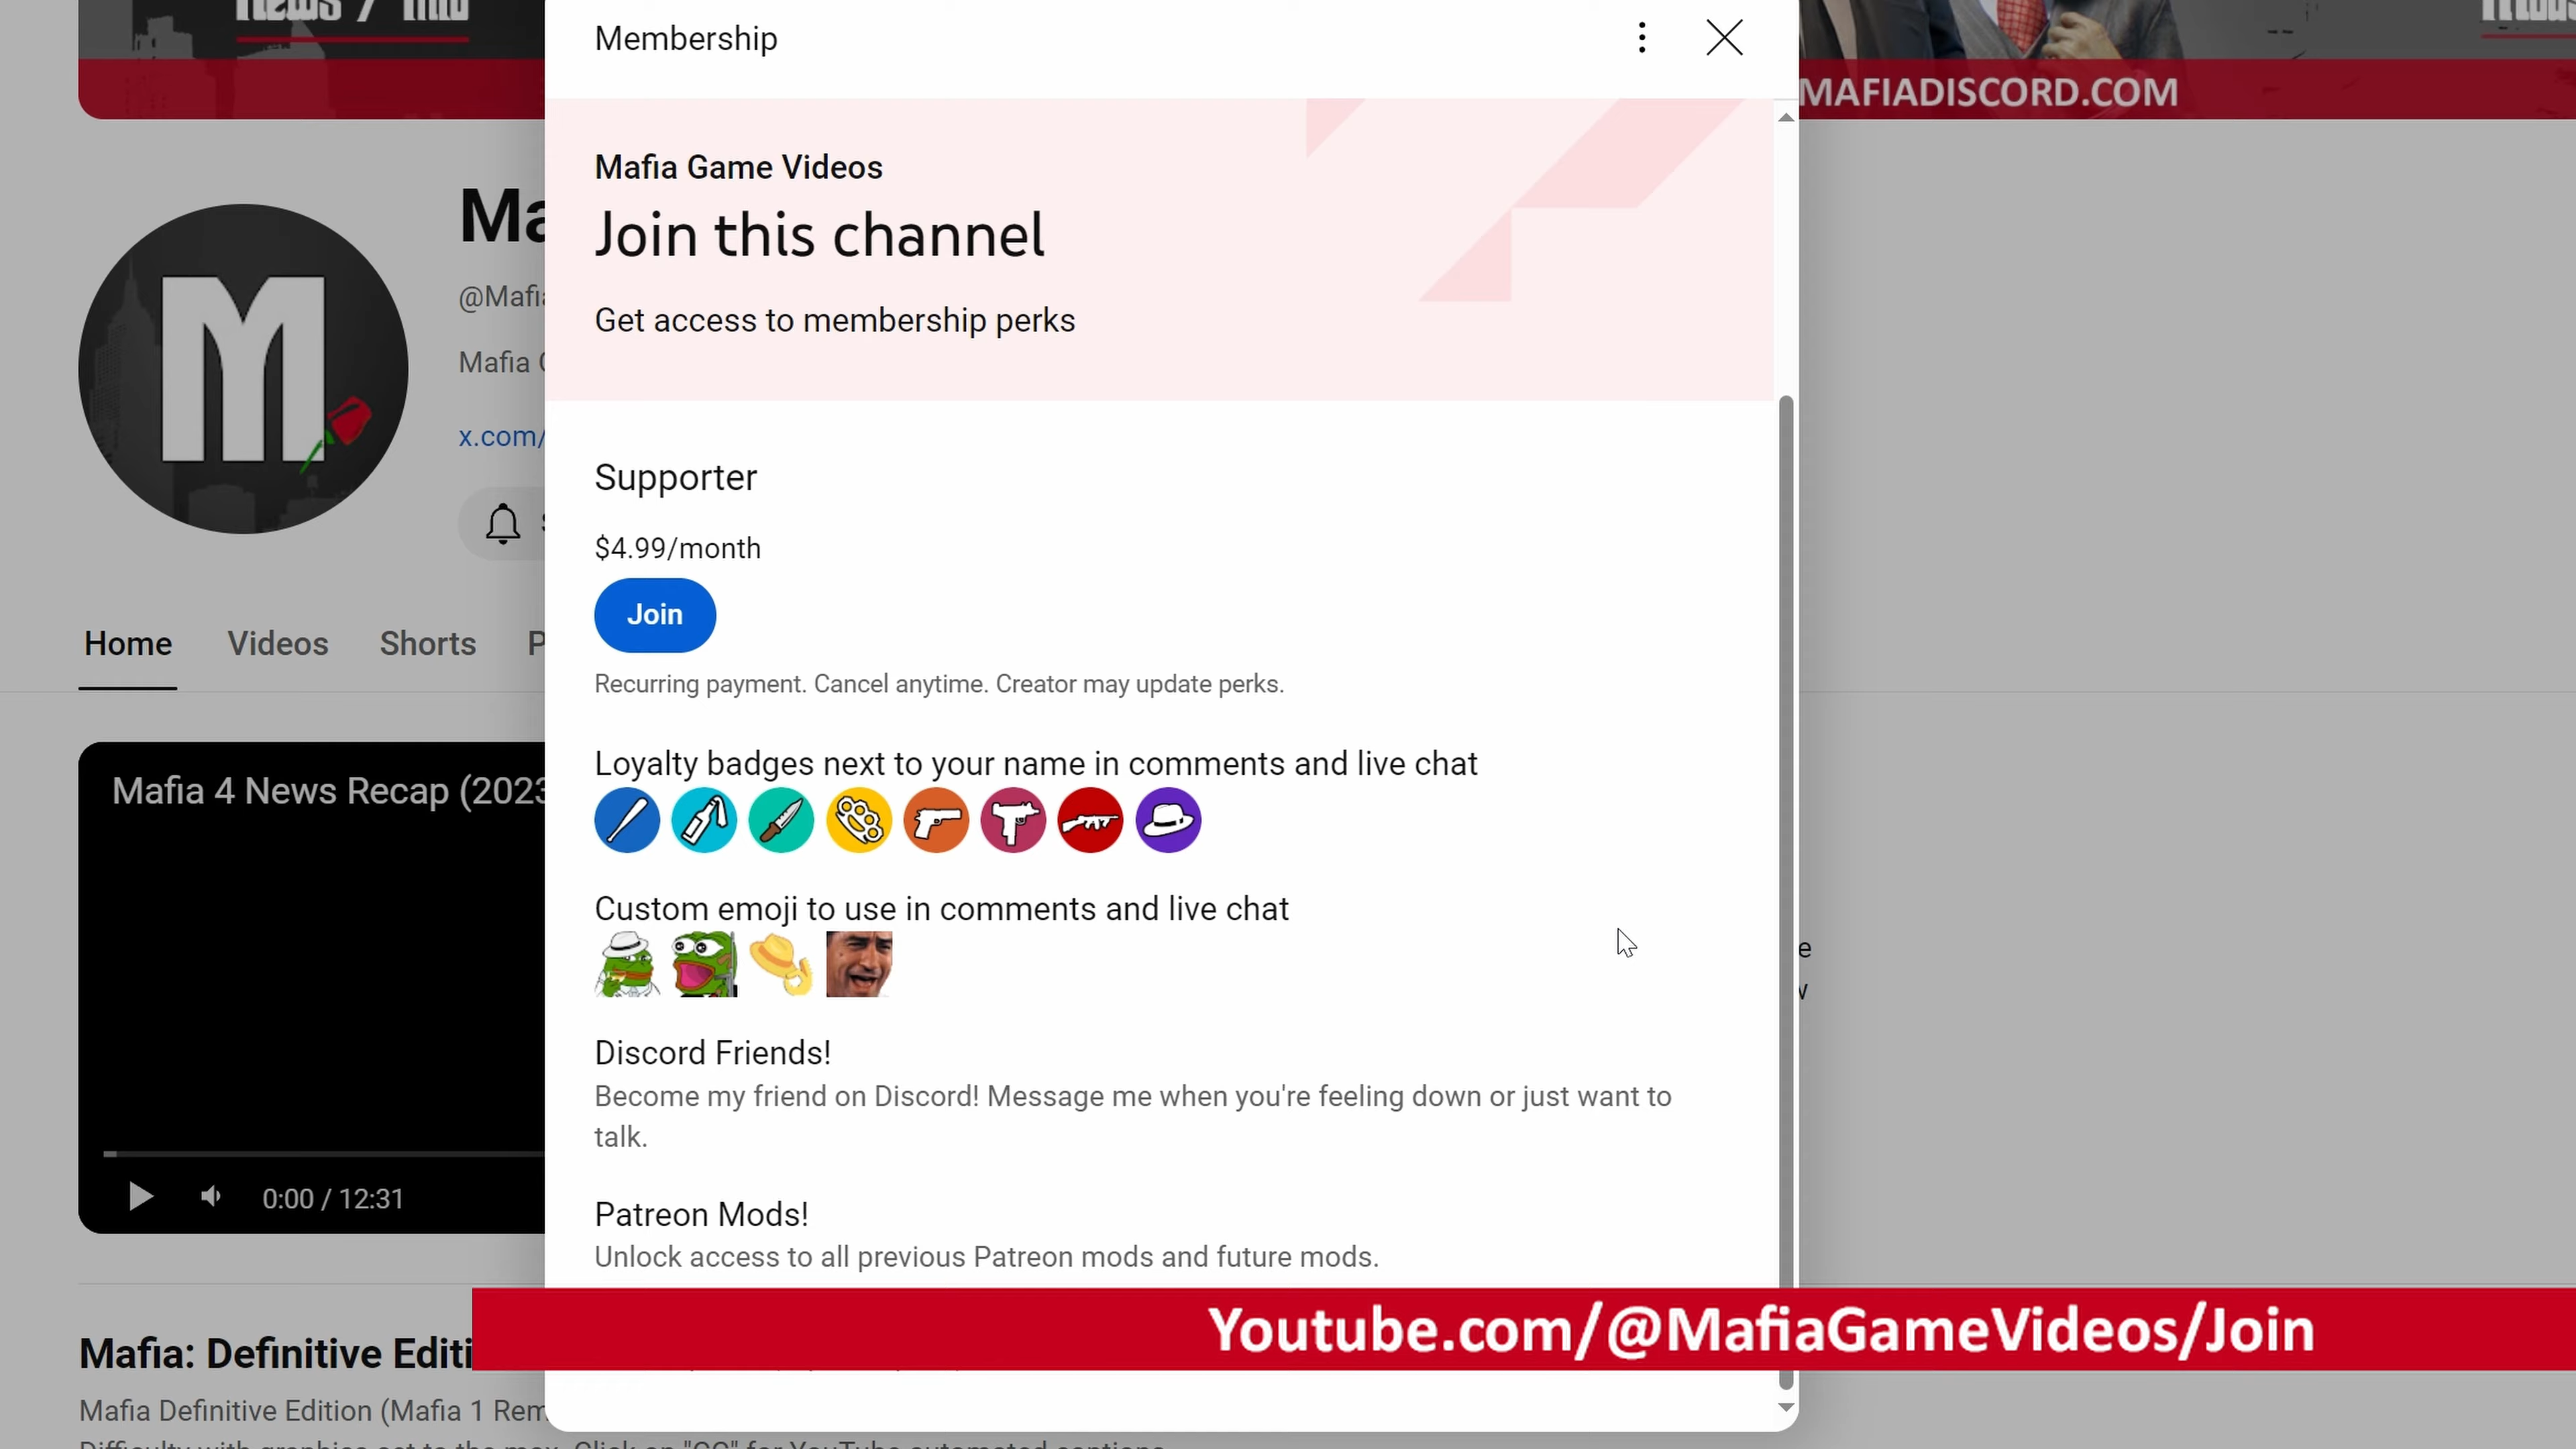 Membership
MAFIADISCORD.COM
Mafia Game Videos
Join this channel
Get access to membership perks
Ma
@Mafia
Mafia
x.com/
Supporter
$4.99/month
Join
Recurring payment. Cancel anytime. Creator may update perks.
Home Videos Shorts P
Loyalty badges next to your name in comments and live chat
Mafia 4 News Recap (2023
Custom emoji to use in comments and live chat
Discord Friends!
Become my friend on Discord! Message me when you're feeling down or just want to
talk.
0:00 / 12:31
Patreon Mods!
Unlock access to all previous Patreon mods and future mods.
Youtube.com/@MafiaGameVideos/Join
Mafia: Definitive Editi
Mafia Definitive Edition (Mafia 1 Rem